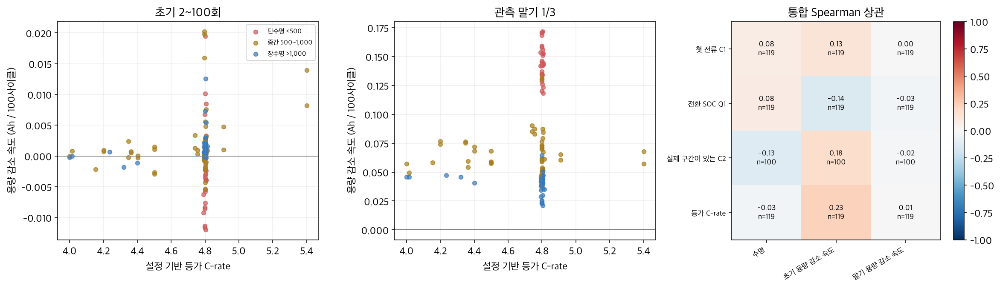 초기 2~100회
용량 감소 속도 (Ah / 100사이클)
0.020
0.015
0.010
0.005
0.000
-0.005
-0.010
단수명 <500
중간 500~1,000
장수명 >1,000
4.0 4.2 4.4 4.6 4.8 5.0 5.2 5.4
설정 기반 등가 C-rate
관측 말기 1/3
용량 감소 속도 (Ah / 100사이클)
0.175
0.150
0.125
0.100
0.075
0.050
0.025
0.000
4.0 4.2 4.4 4.6 4.8 5.0 5.2 5.4
설정 기반 등가 C-rate
통합 Spearman 상관
첫 전류 C1
0.08 0.13 0.00
n=119 n=119 n=119
전환 SOC Q1
0.08 -0.14 -0.03
n=119 n=119 n=119
실제 구간이 있는 C2
-0.13 0.18 -0.02
n=100 n=100 n=100
등가 C-rate
-0.03 0.23 0.01
n=119 n=119 n=119
수명
초기 용량 감소 속도
말기 용량 감소 속도
1.00
0.75
0.50
0.25
0.00
-0.25
-0.50
-0.75
-1.00